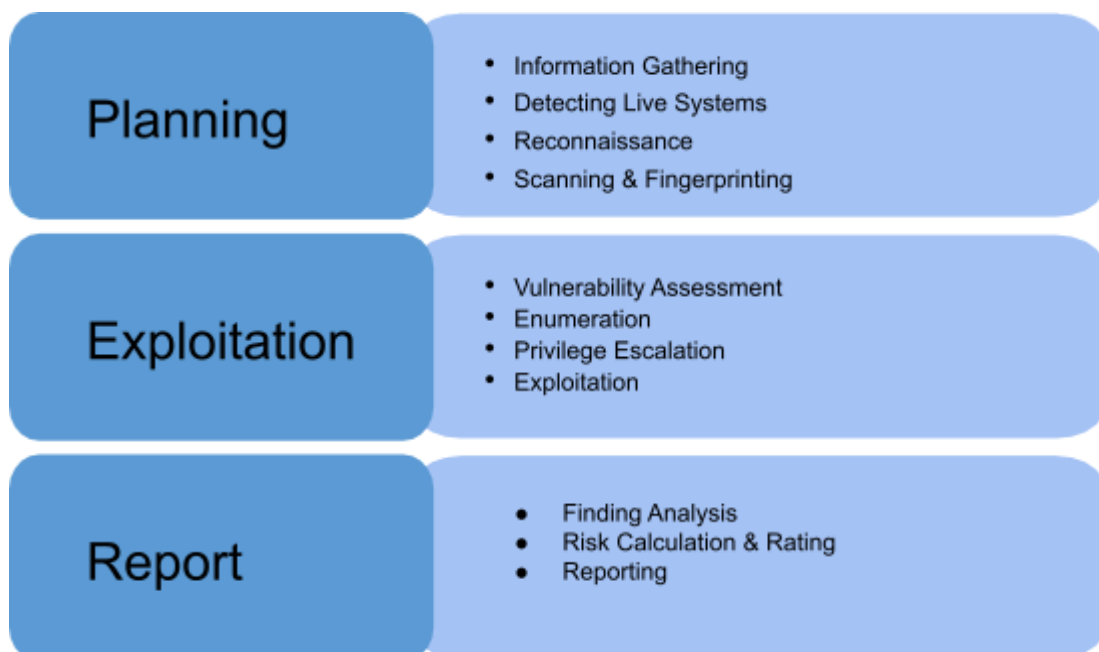 Planning
• Information Gathering
• Detecting Live Systems
• Reconnaissance
• Scanning & Fingerprinting
Exploitation
• Vulnerability Assessment
• Enumeration
• Privilege Escalation
• Exploitation
Report
● Finding Analysis
● Risk Calculation & Rating
● Reporting